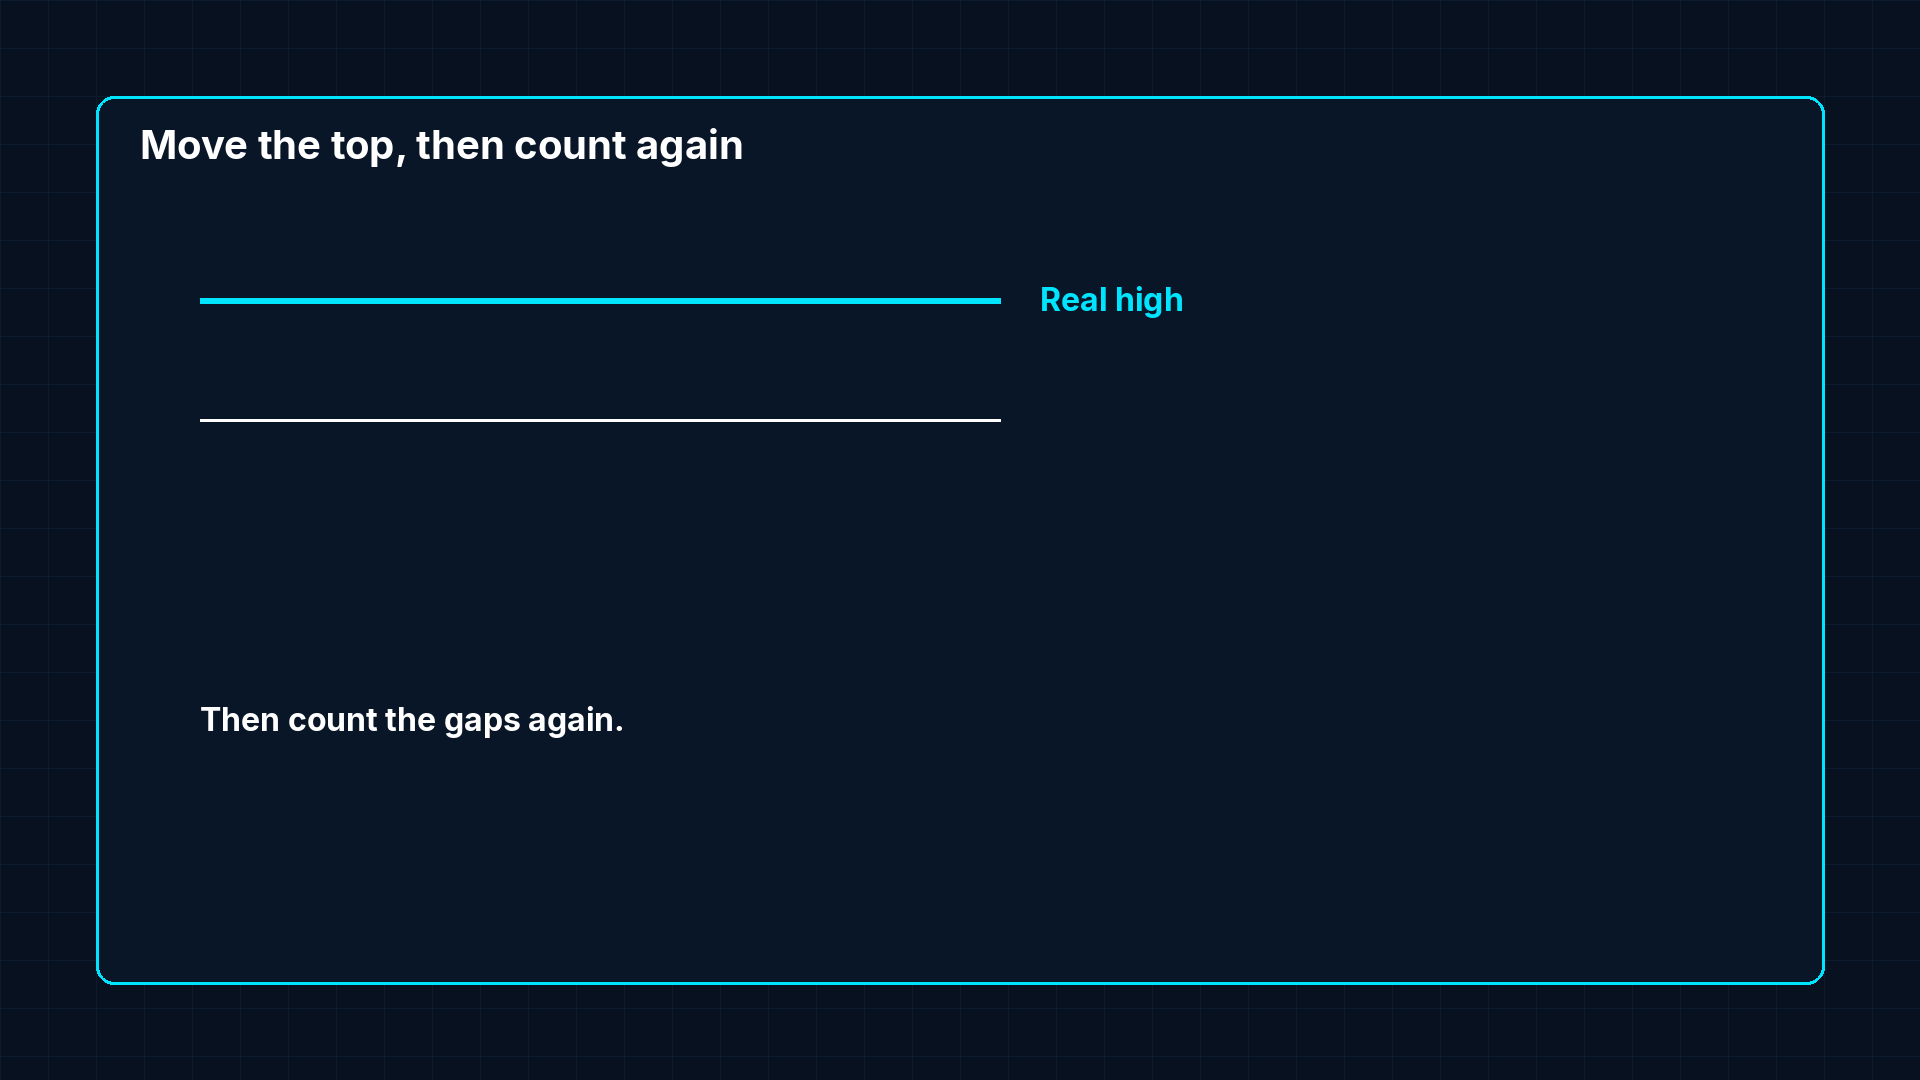 Move the top, then count again
Real high
Then count the gaps again.